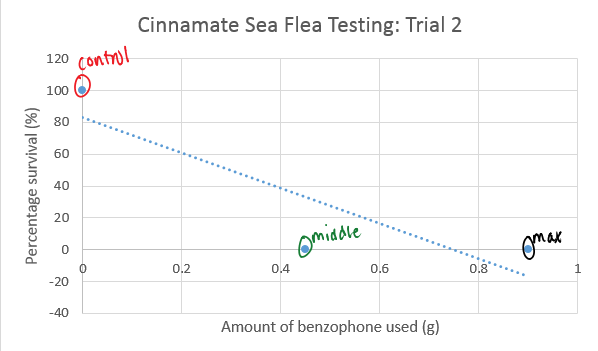 Cinnamate Sea Flea Testing: Trial 2
control
120
100
80
60
40
20
0
-20
-40
Percentage survival (%)
middle
max
0
0.2
0.4
0.6
0.8
1
Amount of benzophone used (g)